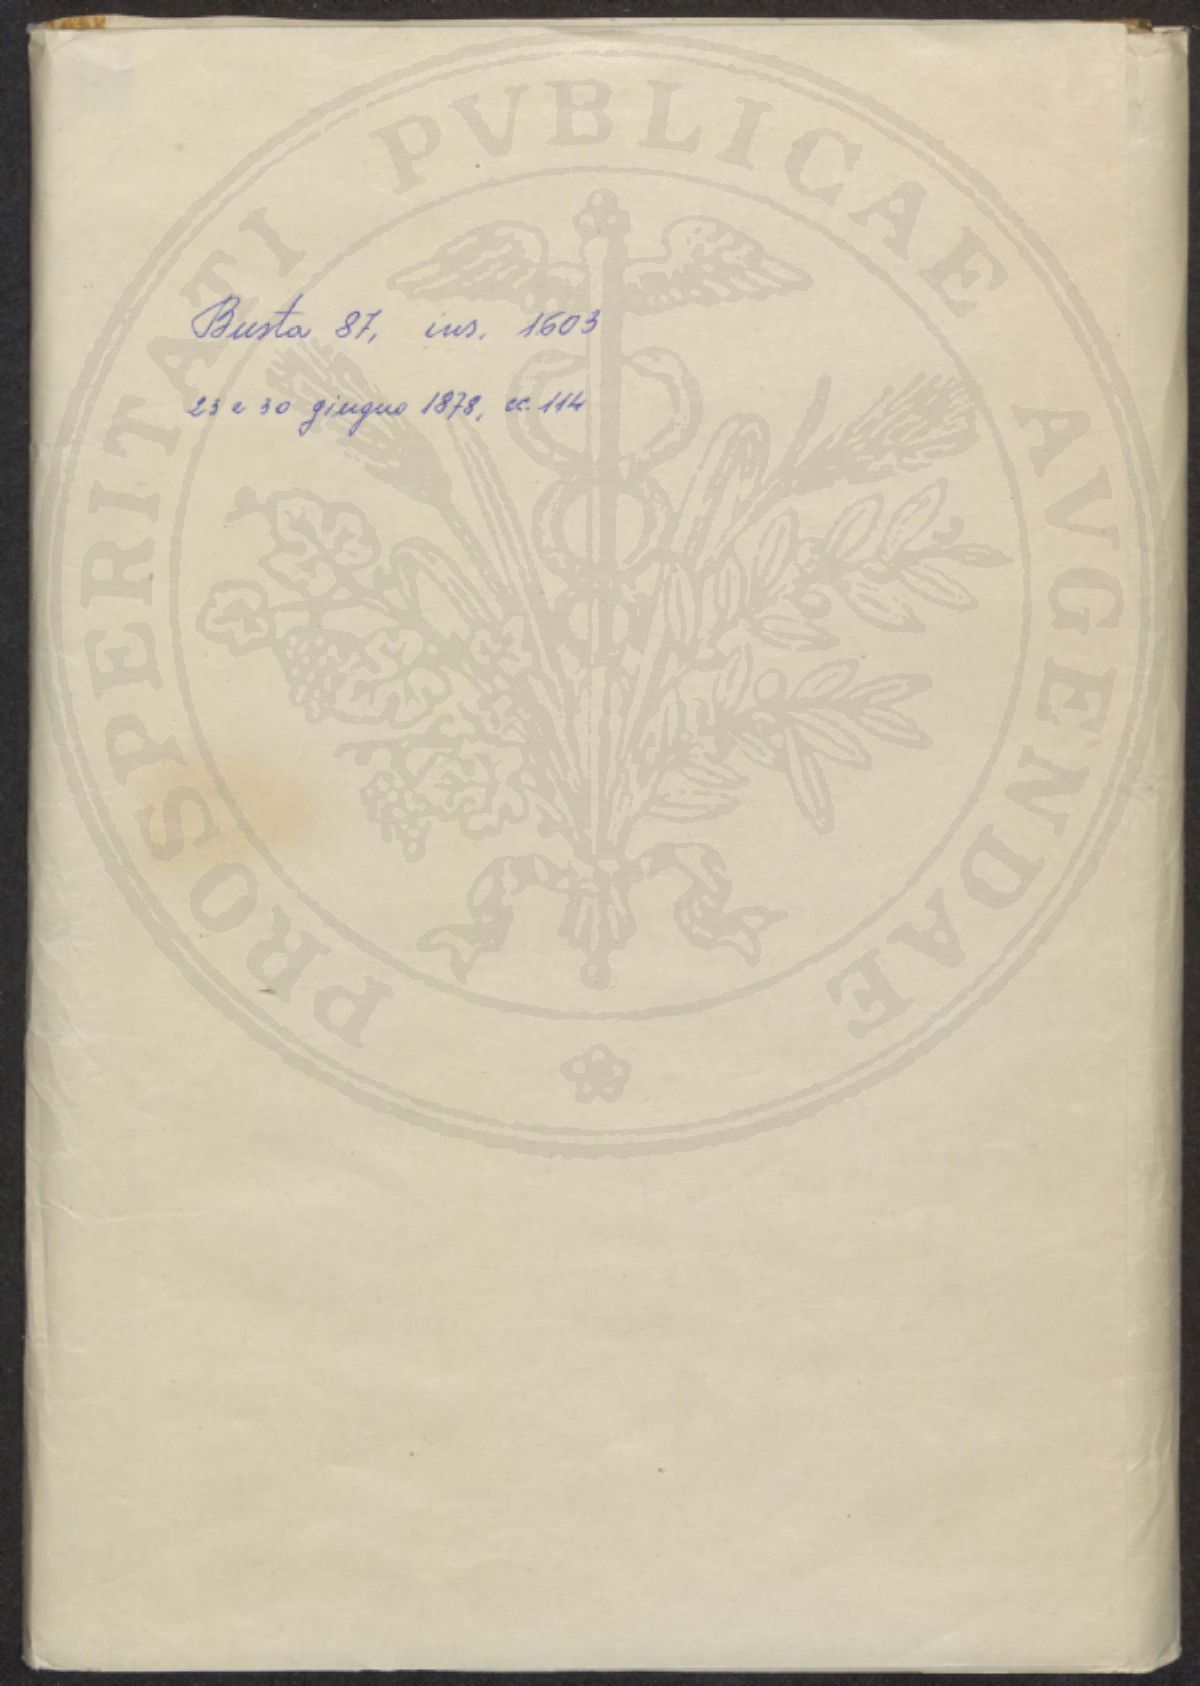 Busta 87, ins. 1603
23 e 30 giugno 1878, cc. 114
PROSPERITATI PVBLICAE AVGENDAE